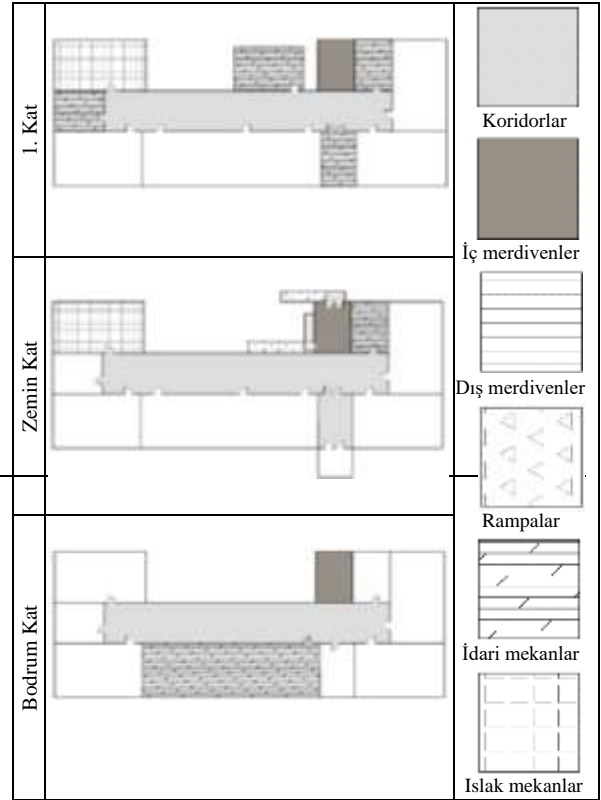 1. Kat
Koridorlar
İç merdivenler
Zemin Kat
Dış merdivenler
Rampalar
Bodrum Kat
İdari mekanlar
Islak mekanlar